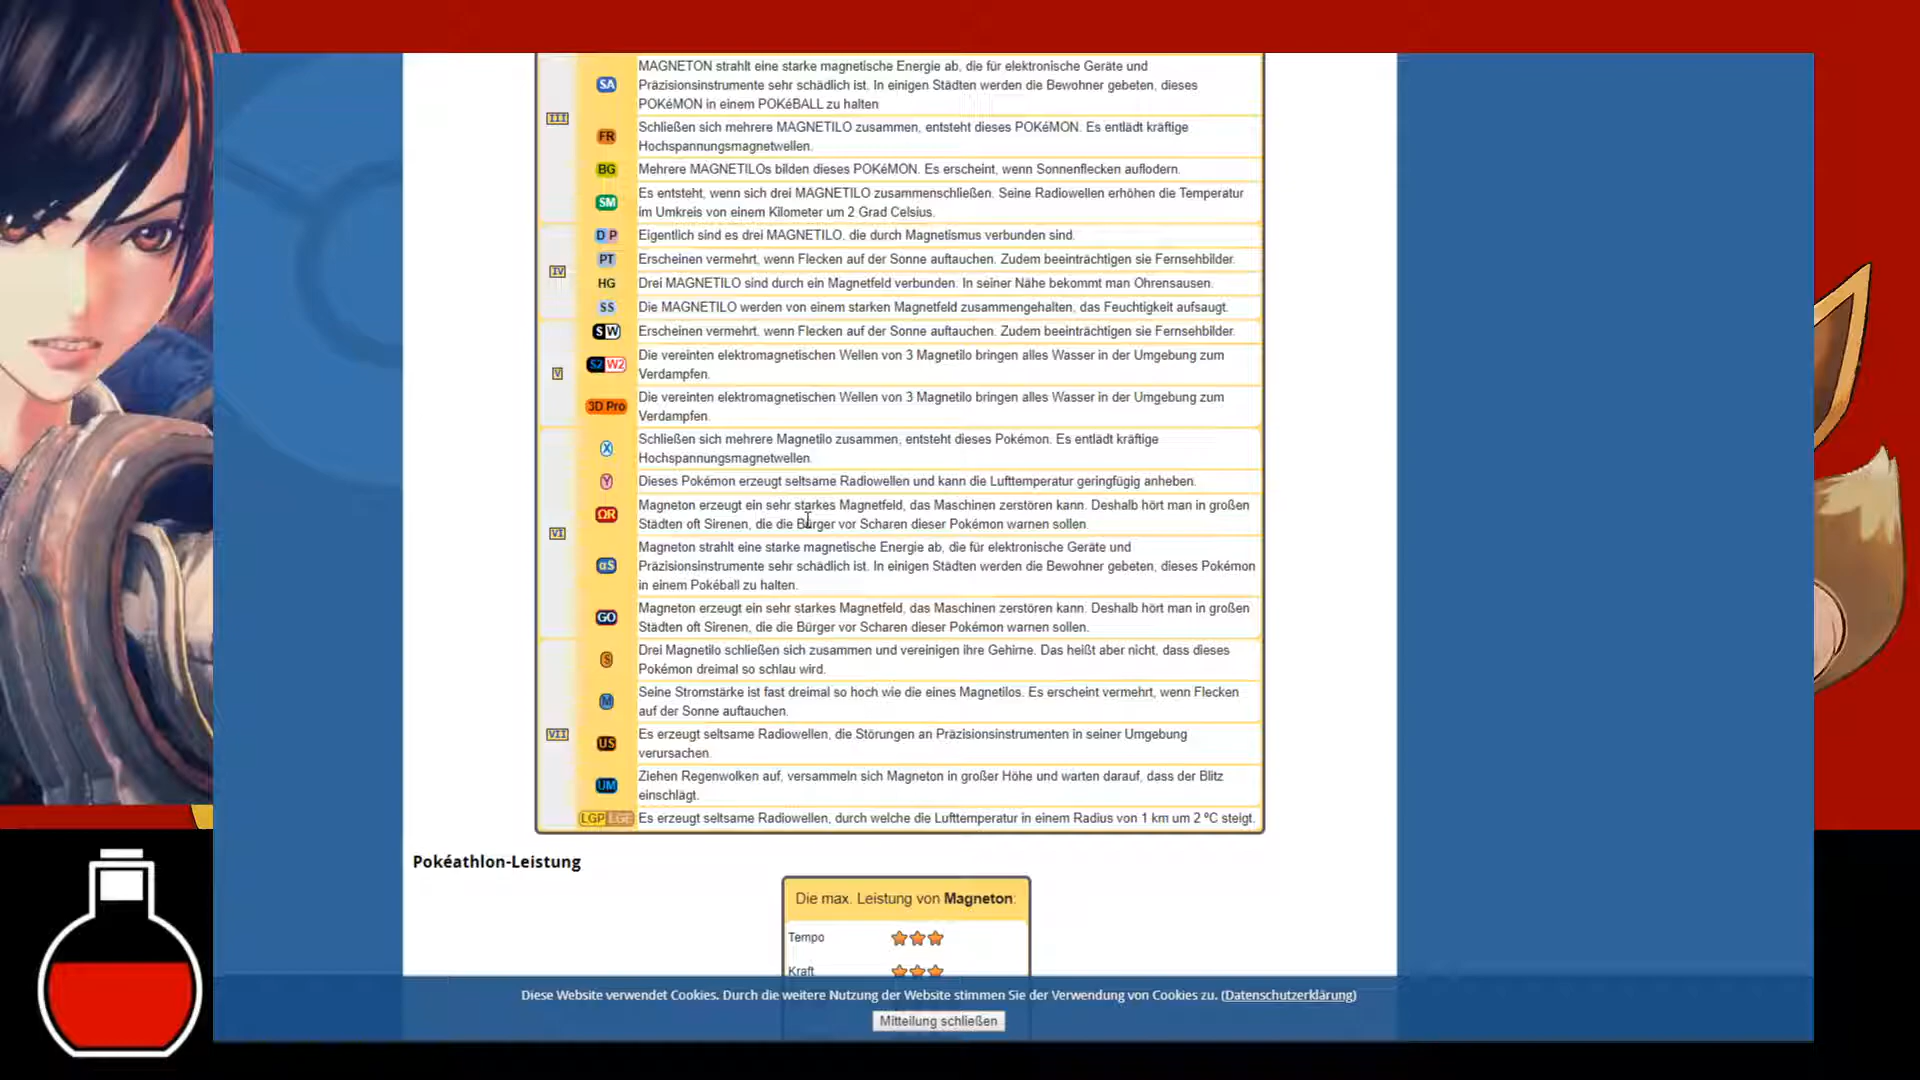 MAGNETON strahlt eine starke magnetische Energie ab, die für elektronische Geräte und
SA
Präzisionsinstrumente sehr schädlich ist. In einigen Städten werden die Bewohner gebeten, dieses
POKéMON in einem POKéBALL zu halten
III
FR
Schließen sich mehrere MAGNETILO zusammen, entsteht dieses POKéMON. Es entlädt kräftige
Hochspannungsmagnetwellen.
BG
Mehrere MAGNETILOs bilden dieses POKéMON. Es erscheint, wenn Sonnenflecken auflodern.
SM
Es entsteht, wenn sich drei MAGNETILO zusammenschließen. Seine Radiowellen erhöhen die Temperatur
im Umkreis von einem Kilometer um 2 Grad Celsius.
IV
D P
Eigentlich sind es drei MAGNETILO, die durch Magnetismus verbunden sind.
PT
Erscheinen vermehrt, wenn Flecken auf der Sonne auftauchen. Zudem beeinträchtigen sie Fernsehbilder.
HG
Drei MAGNETILO sind durch ein Magnetfeld verbunden. In seiner Nähe bekommt man Ohrensausen.
SS
Die MAGNETILO werden von einem starken Magnetfeld zusammengehalten, das Feuchtigkeit aufsaugt.
V
S W
Erscheinen vermehrt, wenn Flecken auf der Sonne auftauchen. Zudem beeinträchtigen sie Fernsehbilder.
S2 W2
Die vereinten elektromagnetischen Wellen von 3 Magnetilo bringen alles Wasser in der Umgebung zum
Verdampfen.
3D Pro
Die vereinten elektromagnetischen Wellen von 3 Magnetilo bringen alles Wasser in der Umgebung zum
Verdampfen.
VI
X
Schließen sich mehrere Magnetilo zusammen, entsteht dieses Pokémon. Es entlädt kräftige
Hochspannungsmagnetwellen.
Y
Dieses Pokémon erzeugt seltsame Radiowellen und kann die Lufttemperatur geringfügig anheben.
ΩR
Magneton erzeugt ein sehr starkes Magnetfeld, das Maschinen zerstören kann. Deshalb hört man in großen
Städten oft Sirenen, die die Bürger vor Scharen dieser Pokémon warnen sollen.
αS
Magneton strahlt eine starke magnetische Energie ab, die für elektronische Geräte und
Präzisionsinstrumente sehr schädlich ist. In einigen Städten werden die Bewohner gebeten, dieses Pokémon
in einem Pokéball zu halten.
GO
Magneton erzeugt ein sehr starkes Magnetfeld, das Maschinen zerstören kann. Deshalb hört man in großen
Städten oft Sirenen, die die Bürger vor Scharen dieser Pokémon warnen sollen.
VII
S
Drei Magnetilo schließen sich zusammen und vereinigen ihre Gehirne. Das heißt aber nicht, dass dieses
Pokémon dreimal so schlau wird.
M
Seine Stromstärke ist fast dreimal so hoch wie die eines Magnetilos. Es erscheint vermehrt, wenn Flecken
auf der Sonne auftauchen.
US
Es erzeugt seltsame Radiowellen, die Störungen an Präzisionsinstrumenten in seiner Umgebung
verursachen.
UM
Ziehen Regenwolken auf, versammeln sich Magneton in großer Höhe und warten darauf, dass der Blitz
einschlägt.
LGP LGE
Es erzeugt seltsame Radiowellen, durch welche die Lufttemperatur in einem Radius von 1 km um 2 °C steigt.
Pokéathlon-Leistung
Die max. Leistung von Magneton:
Tempo
Kraft
Diese Website verwendet Cookies. Durch die weitere Nutzung der Website stimmen Sie der Verwendung von Cookies zu. (Datenschutzerklärung)
Mitteilung schließen